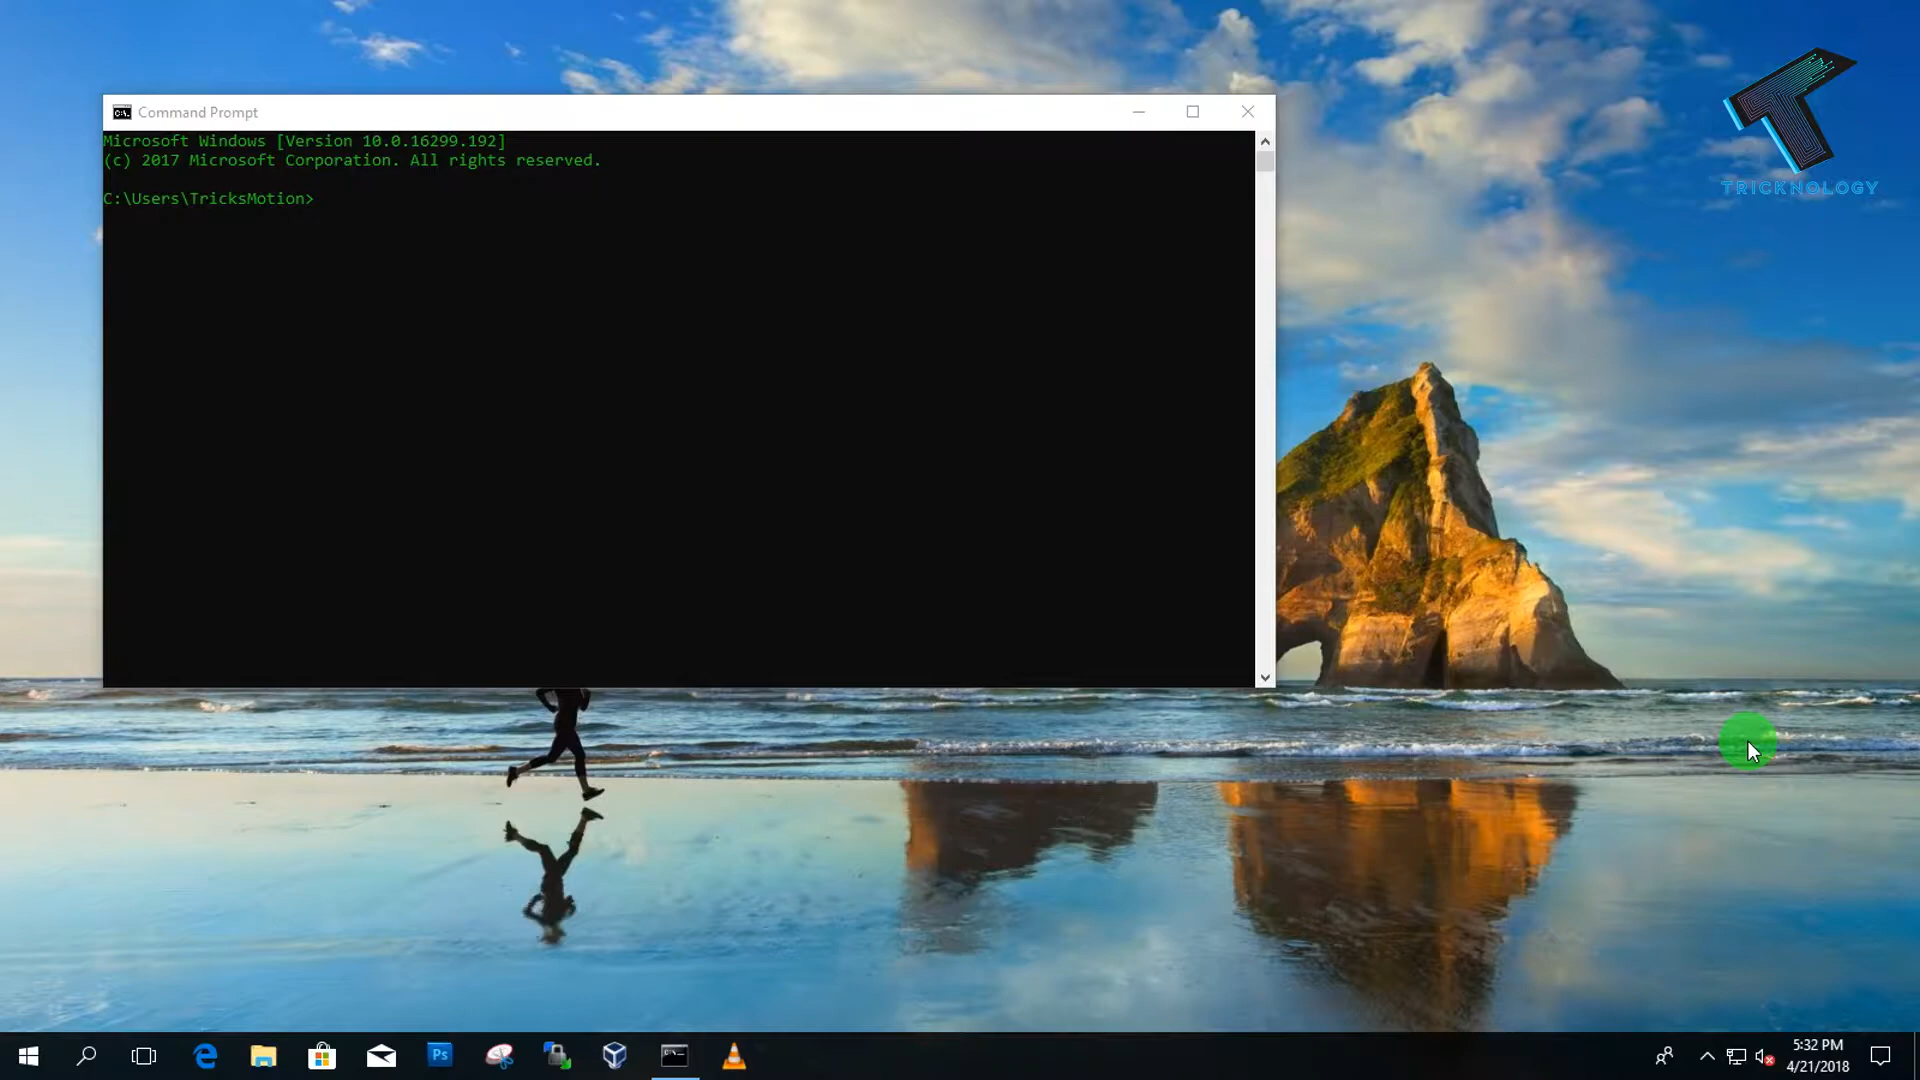 TRICKNOLOGY
Command Prompt
Microsoft Windows [Version 10.0.16299.192]
(c) 2017 Microsoft Corporation. All rights reserved.
C:\Users\TricksMotion>
Ps
5:32 PM
4/21/2018